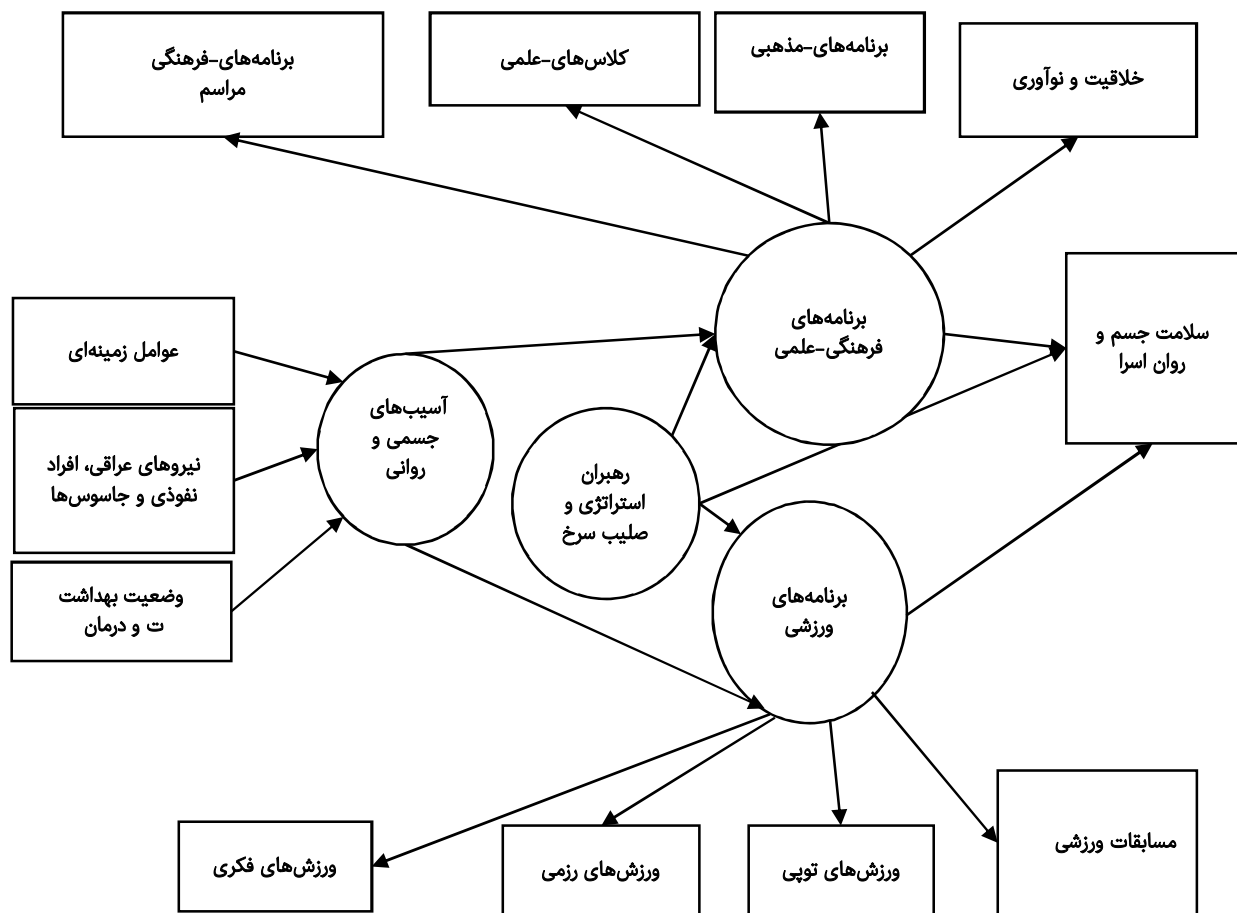 خلاقیت و نوآوری
برنامه‌های-مذهبی
کلاس‌های-علمی
برنامه‌های-فرهنگی
مراسم
سلامت جسم و
روان اسرا
برنامه‌های
فرهنگی-علمی
عوامل زمینه‌ای
آسیب‌های
جسمی و
روانی
نیروهای عراقی، افراد
نفوذی و جاسوس‌ها
رهبران
استراتژی و
صلیب سرخ
وضعیت بهداشت
ت و درمان
برنامه‌های
ورزشی
مسابقات ورزشی
ورزش‌های توپی
ورزش‌های رزمی
ورزش‌های فکری